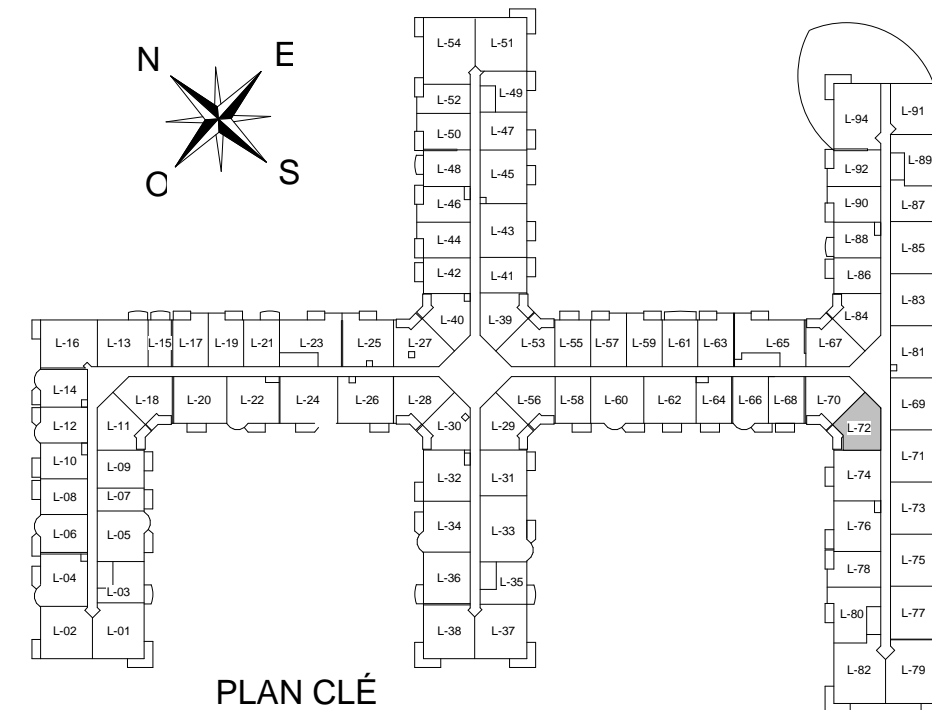 N E
O S
L-54 L-51
L-52 L-49
L-50 L-47
L-48 L-45
L-46
L-44 L-43
L-42 L-41
L-40 L-39
L-94 L-91
L-92 L-89
L-90 L-87
L-88 L-85
L-86
L-84 L-83
L-16 L-13 L-15 L-17 L-19 L-21 L-23 L-25 L-27
L-53 L-55 L-57 L-59 L-61 L-63 L-65 L-67 L-81
L-14 L-18 L-20 L-22 L-24 L-26 L-28
L-56 L-58 L-60 L-62 L-64 L-66 L-68 L-70 L-69
L-12 L-11 L-30 L-29 L-72
L-10 L-09 L-32 L-31 L-74 L-71
L-08 L-07
L-06 L-05 L-34 L-33 L-76 L-73
L-04 L-03 L-36 L-35 L-78 L-75
L-80 L-77
L-02 L-01 L-38 L-37 L-82 L-79
PLAN CLÉ